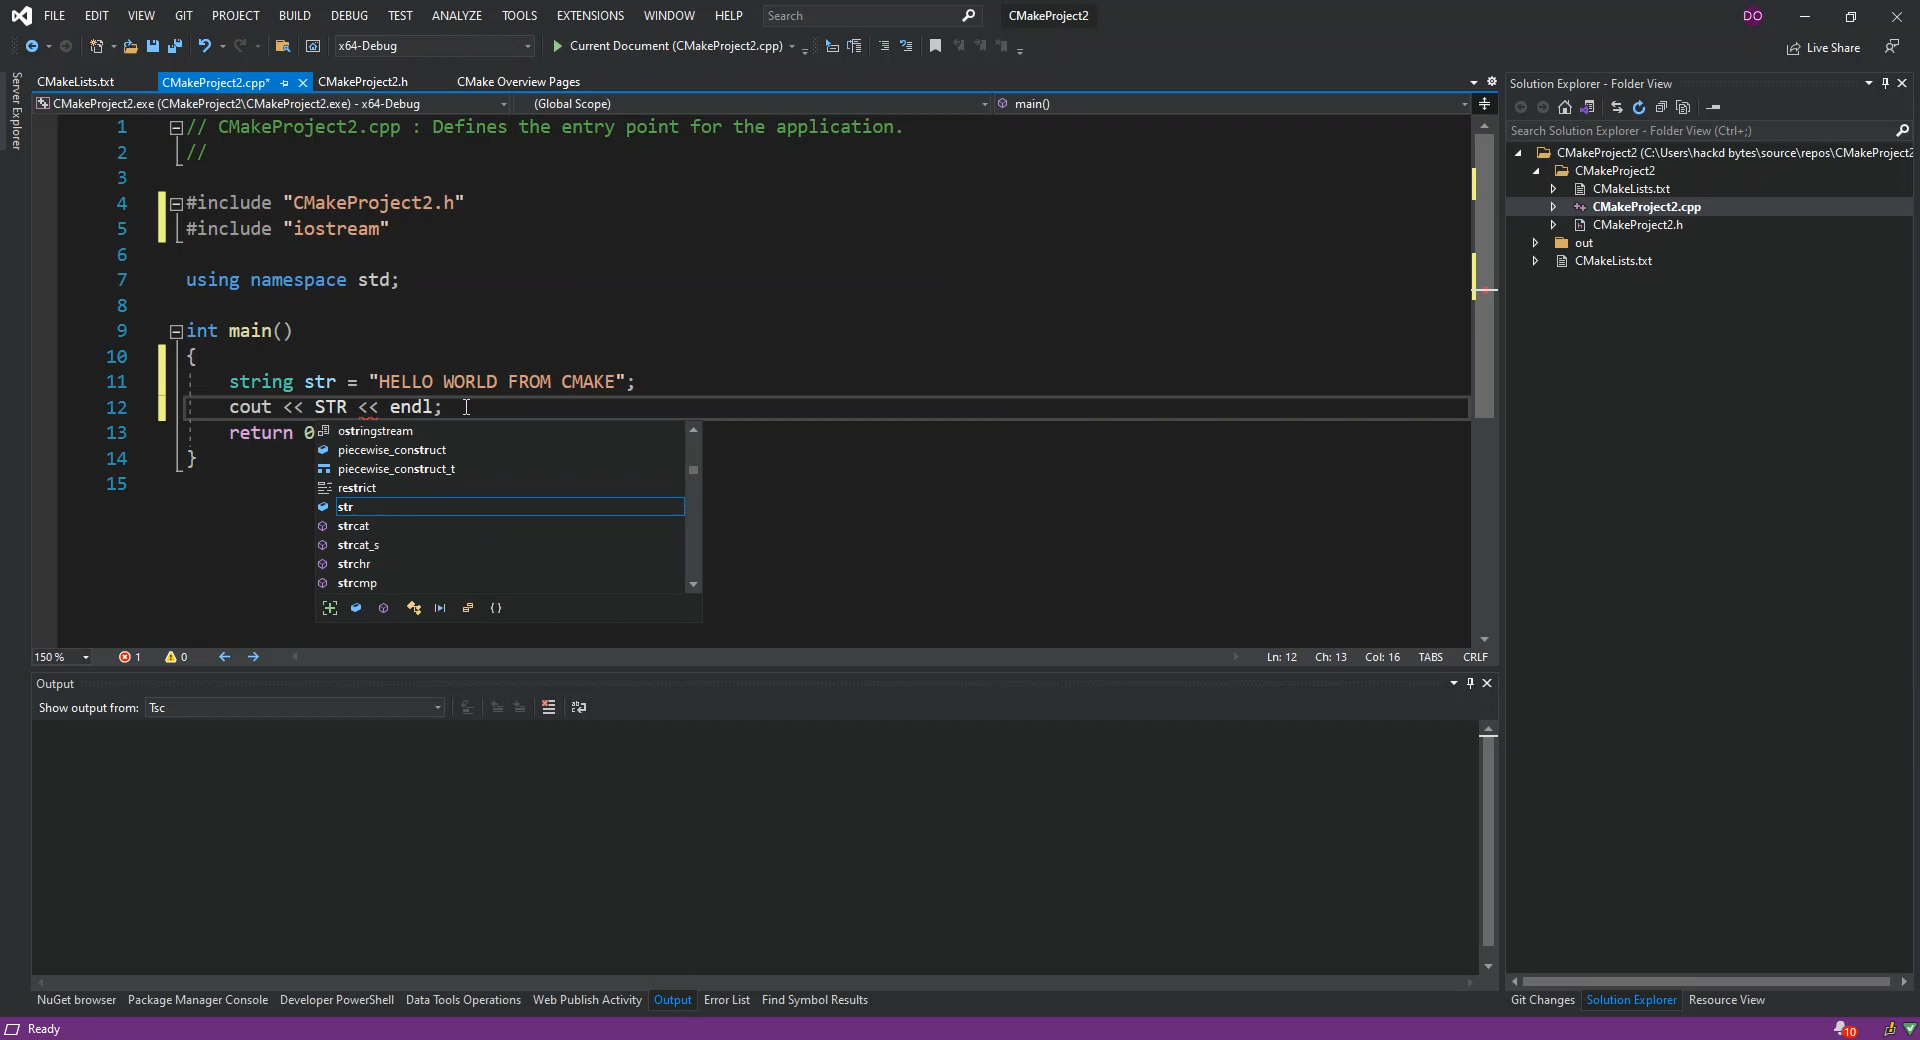 FILE EDIT VIEW GIT PROJECT BUILD DEBUG TEST ANALYZE TOOLS EXTENSIONS WINDOW HELP Search CMakeProject2 DO
x64-Debug Current Document (CMakeProject2.cpp) Live Share
Server Explorer
CMakeLists.txt CMakeProject2.cpp* CMakeProject2.h CMake Overview Pages
CMakeProject2.exe (CMakeProject2\CMakeProject2.exe) - x64-Debug (Global Scope) main()
1 // CMakeProject2.cpp : Defines the entry point for the application.
2 //
3
4 #include "CMakeProject2.h"
5 #include "iostream"
6
7 using namespace std;
8
9 int main()
10 {
11 string str = "HELLO WORLD FROM CMAKE";
12 cout << STR << endl;
13 return 0
14 }
15
ostringstream
piecewise_construct
piecewise_construct_t
restrict
str
strcat
strcat_s
strchr
strcmp
150 % 1 0 Ln: 12 Ch: 13 Col: 16 TABS CRLF
Output
Show output from: Tsc
NuGet browser Package Manager Console Developer PowerShell Data Tools Operations Web Publish Activity Output Error List Find Symbol Results
Solution Explorer - Folder View
Search Solution Explorer - Folder View (Ctrl+;)
CMakeProject2 (C:\Users\hackd bytes\source\repos\CMakeProject2
CMakeProject2
CMakeLists.txt
CMakeProject2.cpp
CMakeProject2.h
out
CMakeLists.txt
Git Changes Solution Explorer Resource View
Ready 10